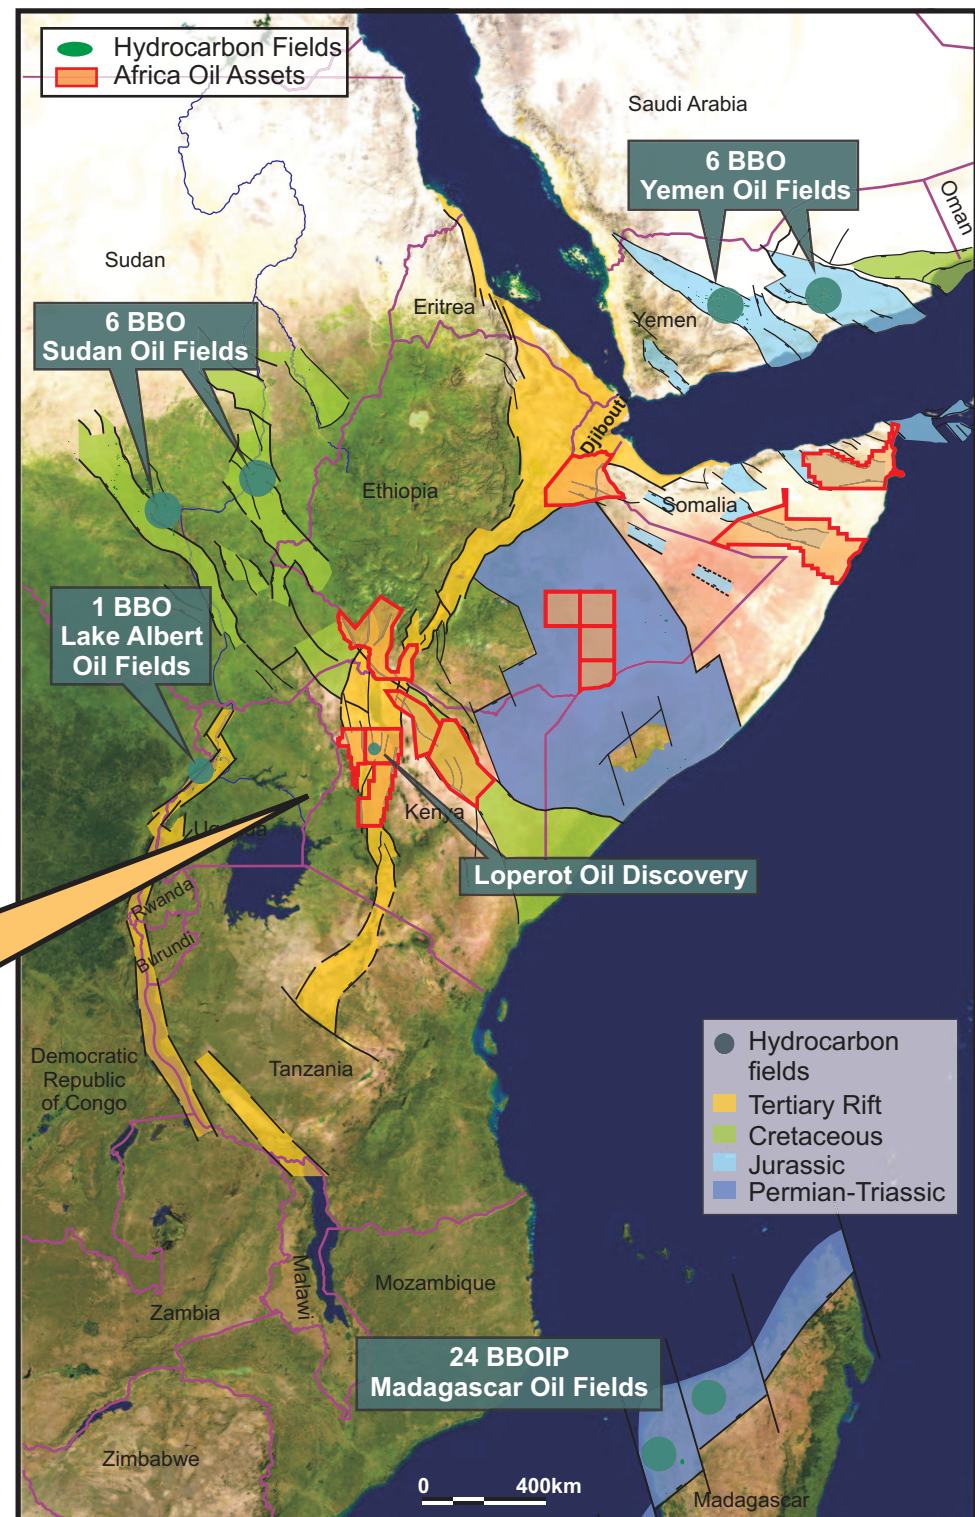 Hydrocarbon Fields
Africa Oil Assets
Saudi Arabia
6 BBO
Yemen Oil Fields
Oman
Sudan
Eritrea
Yemen
6 BBO
Sudan Oil Fields
Djibouti
Ethiopia
Somalia
1 BBO
Lake Albert
Oil Fields
Kenya
Uganda
Loperot Oil Discovery
Rwanda
Burundi
Democratic
Republic
of Congo
Tanzania
Hydrocarbon
fields
Tertiary Rift
Cretaceous
Jurassic
Permian-Triassic
Malawi
Mozambique
Zambia
24 BBOIP
Madagascar Oil Fields
Zimbabwe
0 400km
Madagascar